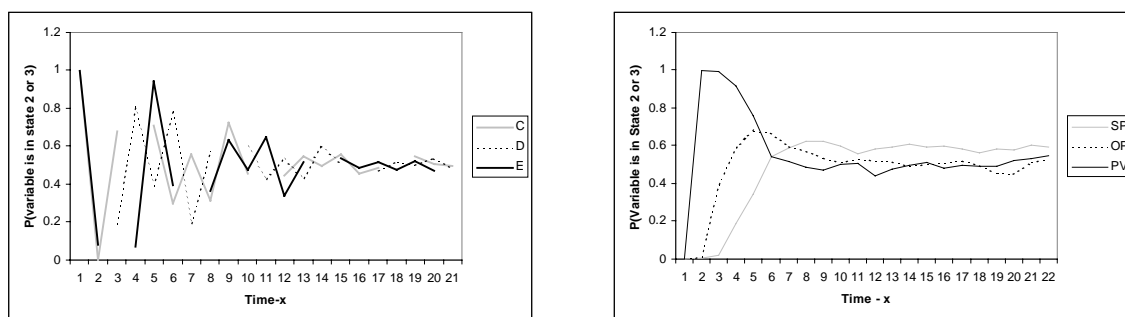 P(variable is in state 2 or 3)
1.2
1
0.8
0.6
0.4
0.2
0
1 2 3 4 5 6 7 8 9 10 11 12 13 14 15 16 17 18 19 20 21
Time-x
C
D
E
P(Variable is in State 2 or 3)
1.2
1
0.8
0.6
0.4
0.2
0
1 2 3 4 5 6 7 8 9 10 11 12 13 14 15 16 17 18 19 20 21 22
Time - x
PV